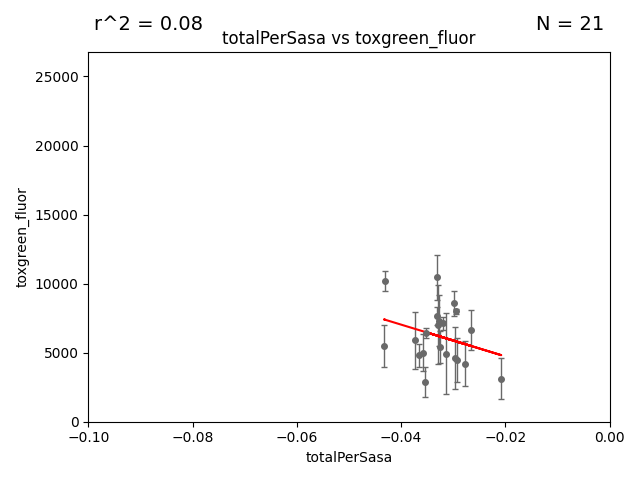 r^2 = 0.08
N = 21
totalPerSasa vs toxgreen_fluor
25000
20000
15000
10000
5000
0
toxgreen_fluor
−0.10
−0.08
−0.06
−0.04
−0.02
0.00
totalPerSasa